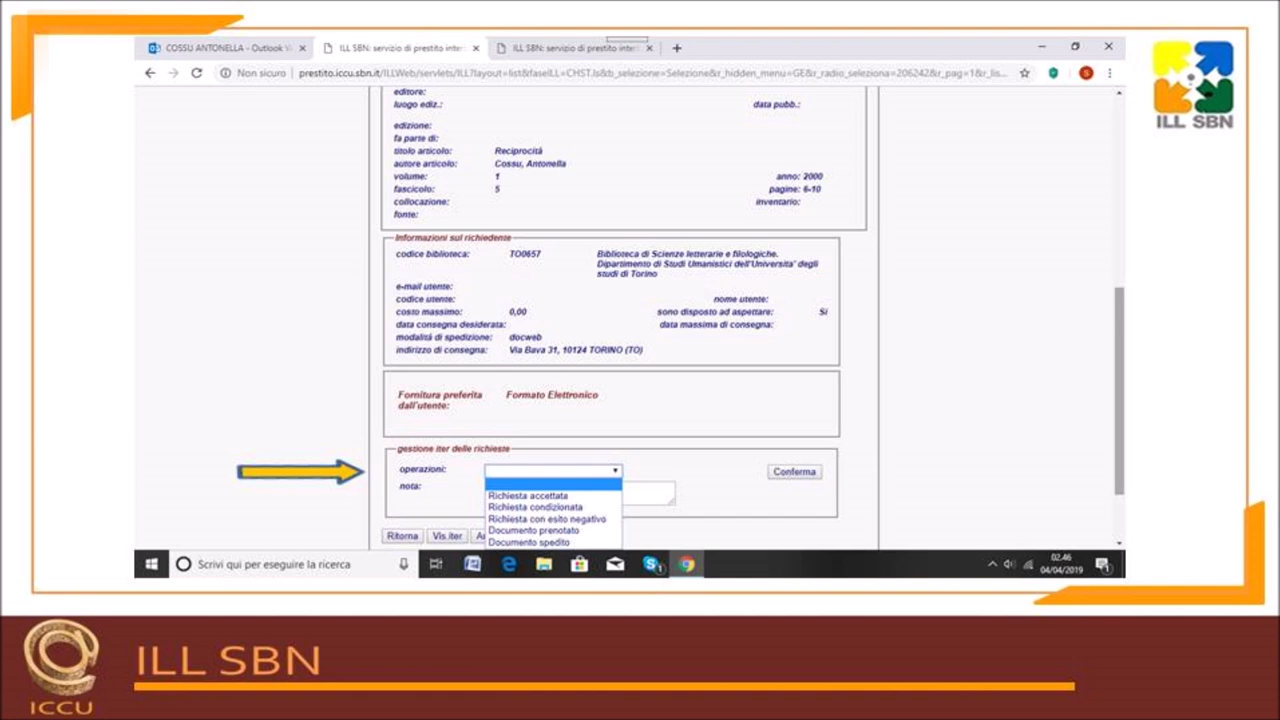 COSSU ANTONELLA - Outlook
ILL SBN: servizio di prestito inter
ILL SBN: servizio di prestito inter
Non sicuro | prestito.iccu.sbn.it/ILLWeb/servlets/ILL?layout=list&faseILL=CHST.ls&b_selezione=Selezione&r_hidden_menu=GE&r_radio_seleziona=206242&r_pag=1&r_lis...
ILL SBN
editore:
luogo ediz.: data pubb.:
edizione:
fa parte di:
titolo articolo: Reciprocità
autore articolo: Cossu, Antonella
volume: 1 anno: 2000
fascicolo: 5 pagine: 6-10
collocazione: inventario:
fonte:
Informazioni sul richiedente
codice biblioteca: TO0657 Biblioteca di Scienze letterarie e filologiche.
Dipartimento di Studi Umanistici dell'Universita' degli
studi di Torino
e-mail utente:
codice utente: nome utente:
costo massimo: 0,00 sono disposto ad aspettare: Sí
data consegna desiderata: data massima di consegna:
modalità di spedizione: docweb
indirizzo di consegna: Via Bava 31, 10124 TORINO (TO)
Fornitura preferita Formato Elettronico
dall'utente:
gestione iter delle richieste
operazioni: Conferma
nota:
Richiesta accettata
Richiesta condizionata
Richiesta con esito negativo
Documento prenotato
Documento spedito
Ritorna Vis.iter
Scrivi qui per eseguire la ricerca
02.46
04/04/2019
ICCU
ILL SBN